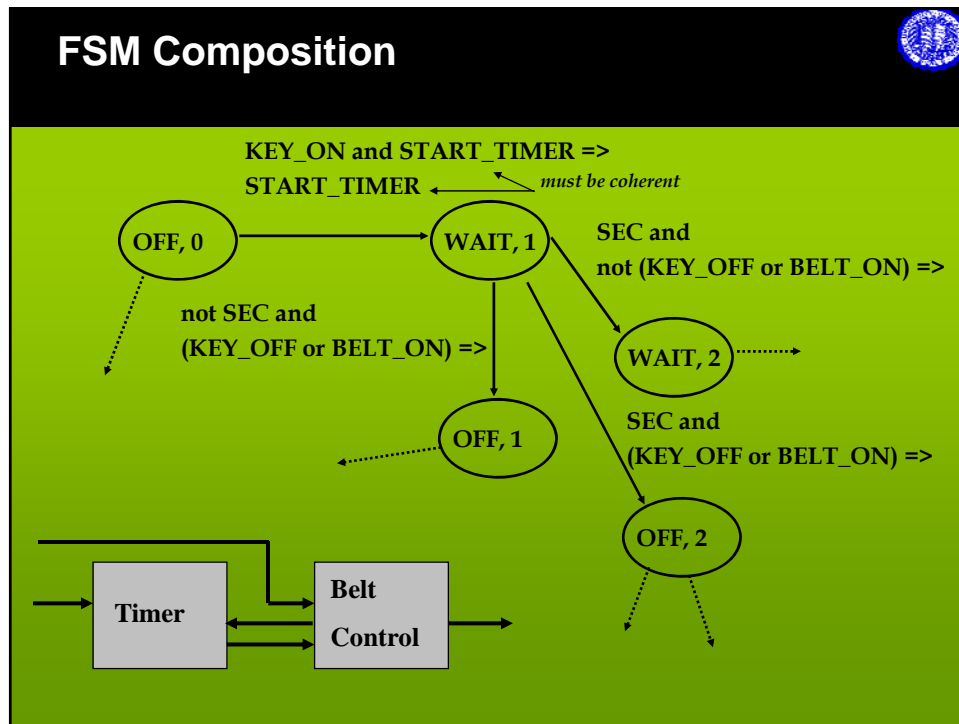 FSM Composition
KEY_ON and START_TIMER =>
START_TIMER
must be coherent
OFF, 0
WAIT, 1
SEC and
not (KEY_OFF or BELT_ON) =>
not SEC and
(KEY_OFF or BELT_ON) =>
WAIT, 2
OFF, 1
SEC and
(KEY_OFF or BELT_ON) =>
OFF, 2
Timer
Belt
Control